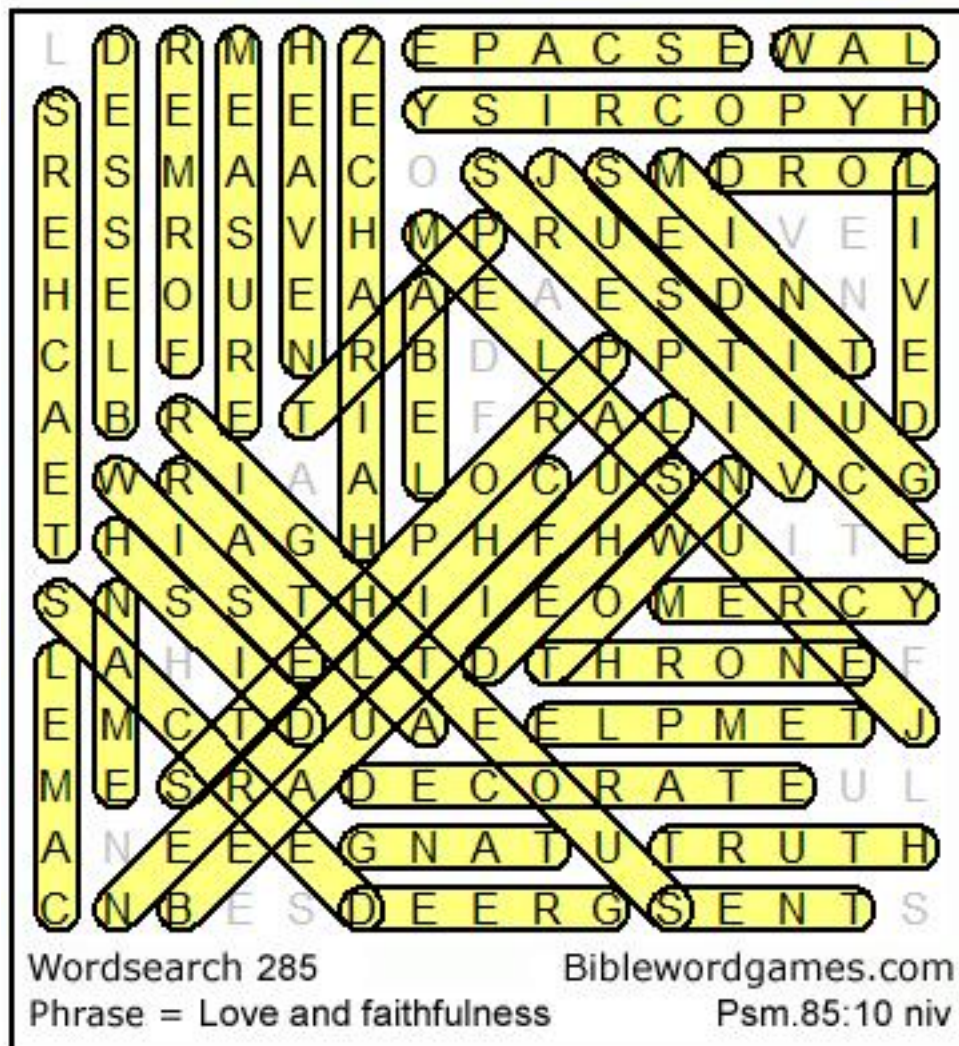 L D R M H Z E P A C S E W A L
S E E E E E Y S I R C O P Y H
R S M A A C O S J S M D R O L
E S R S V H M P R U E I V E I
H E O U E A A E A E S D N N V
C L F R N R B D L P P T I T E
A B R E T I E F R A L I I U D
E W R I A A L O C U S N V C G
T H I A G H P H F H W U I T E
S N S S T H I I E O M E R C Y
L A H I E L T D T H R O N E F
E M C T D U A E E L P M E T J
M E S R A D E C O R A T E U L
A N E E E G N A T U T R U T H
C N B E S D E E R G S E N T S
Wordsearch 285 Biblewordgames.com
Phrase = Love and faithfulness Psm.85:10 niv